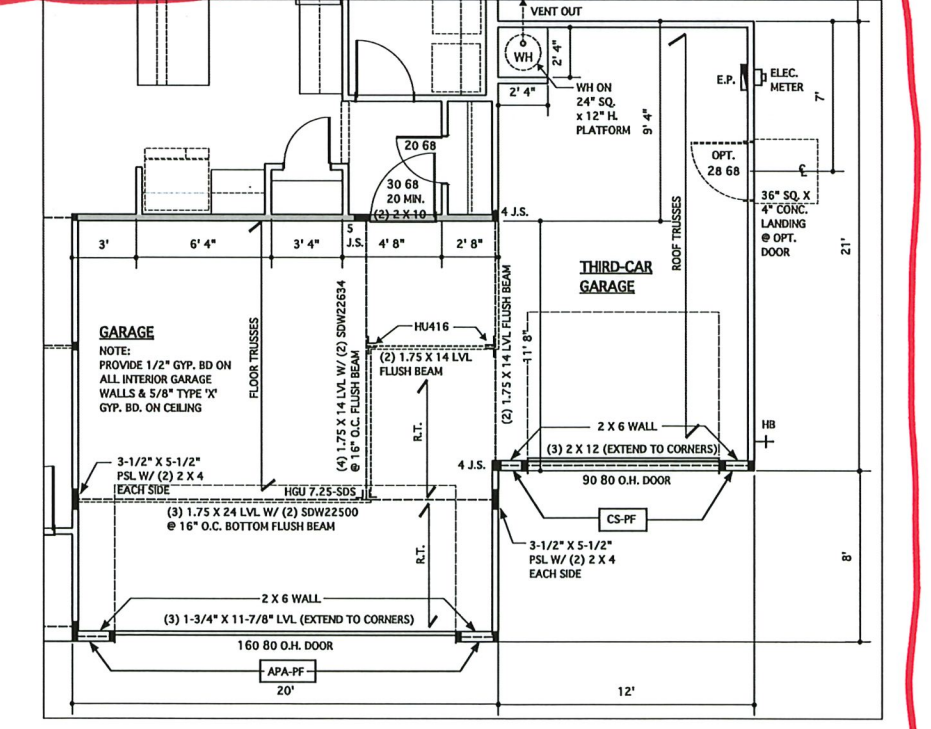 VENT OUT
WH
2' 4"
2' 4"
WH ON
24" SQ.
x 12" H.
PLATFORM
9' 4"
E.P.
ELEC.
METER
7'
20 68
30 68
20 MIN.
(2) 2 X 10
OPT.
28 68
36" SQ. X
4" CONC.
LANDING
@ OPT.
DOOR
4 J.S.
5
J.S.
3'
6' 4"
3' 4"
4' 8"
2' 8"
ROOF TRUSSES
21'
THIRD-CAR
GARAGE
GARAGE
NOTE:
PROVIDE 1/2" GYP. BD ON
ALL INTERIOR GARAGE
WALLS & 5/8" TYPE 'X'
GYP. BD. ON CEILING
FLOOR TRUSSES
(4) 1.75 X 14 LVL W/ (2) SDW22634
@ 16" O.C. FLUSH BEAM
HU416
(2) 1.75 X 14 LVL
FLUSH BEAM
(2) 1.75 X 14 LVL FLUSH BEAM
11' 8"
R.T.
2 X 6 WALL
HB
(3) 2 X 12 (EXTEND TO CORNERS)
4 J.S.
90 80 O.H. DOOR
3-1/2" X 5-1/2"
PSL W/ (2) 2 X 4
EACH SIDE
HGU 7.25-SDS
(3) 1.75 X 24 LVL W/ (2) SDW22500
@ 16" O.C. BOTTOM FLUSH BEAM
CS-PF
3-1/2" X 5-1/2"
PSL W/ (2) 2 X 4
EACH SIDE
R.T.
8'
2 X 6 WALL
(3) 1-3/4" X 11-7/8" LVL (EXTEND TO CORNERS)
160 80 O.H. DOOR
APA-PF
20'
12'